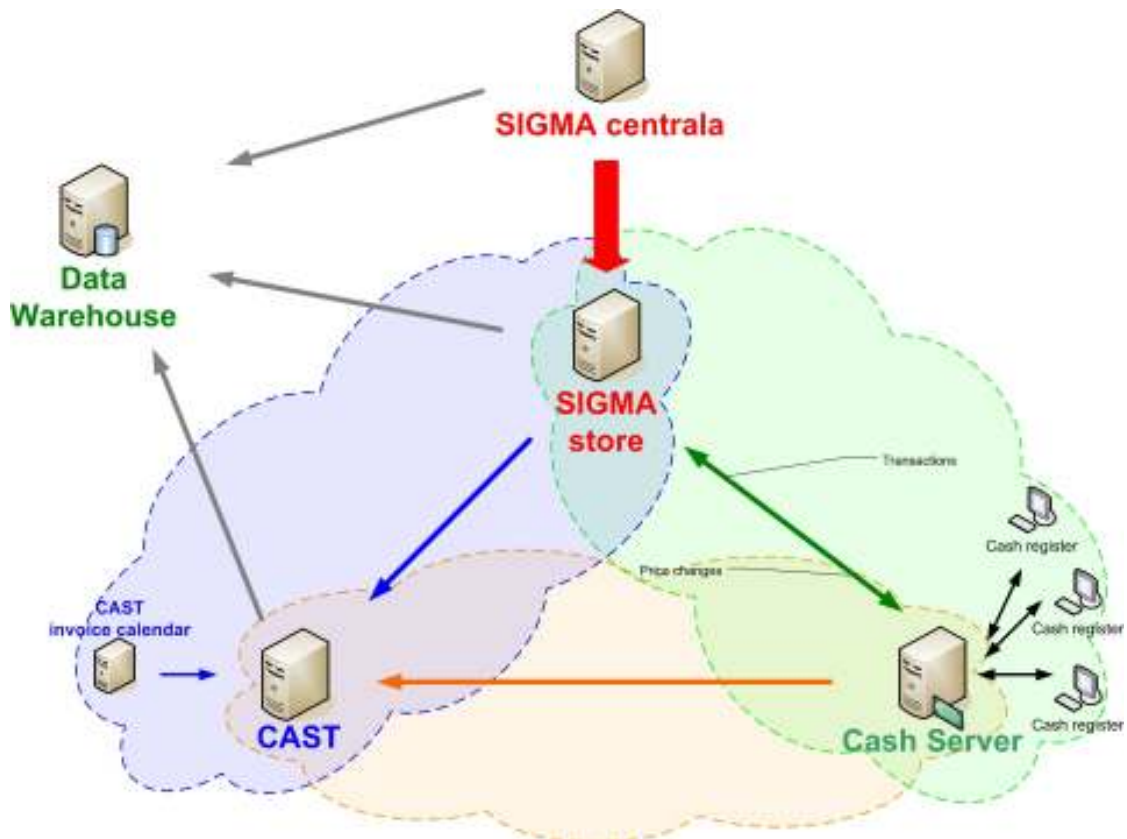 SIGMA centrala
Data
Warehouse
SIGMA
store
Transactions
Cash register
Price changes
Cash register
CAST
invoice calendar
Cash register
CAST
Cash Server